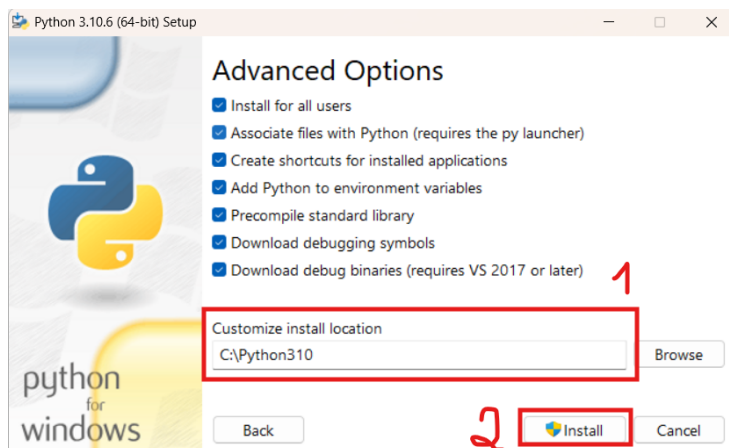 Python 3.10.6 (64-bit) Setup
Advanced Options
Install for all users
Associate files with Python (requires the py launcher)
Create shortcuts for installed applications
Add Python to environment variables
Precompile standard library
Download debugging symbols
Download debug binaries (requires VS 2017 or later)
1
Customize install location
C:\Python310
Browse
python
for
windows
Back
2
Install
Cancel